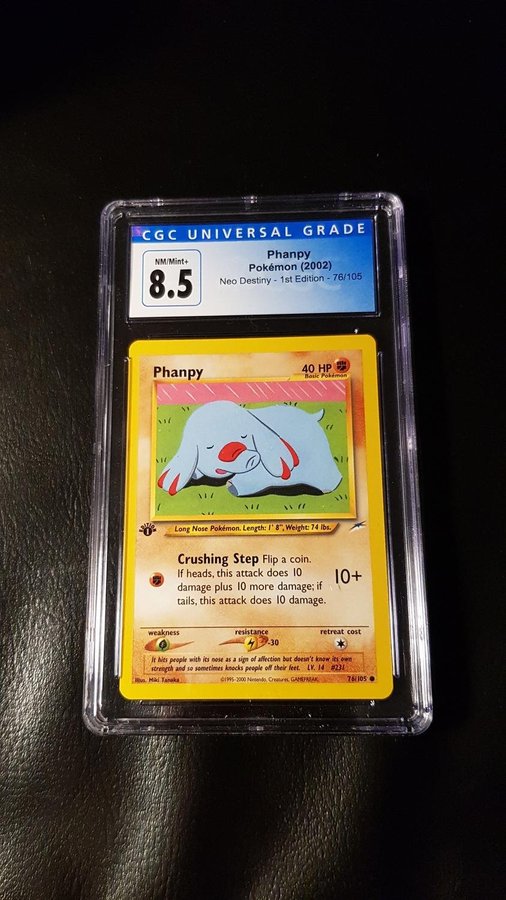 CGC UNIVERSAL GRADE
NM/Mint+
8.5
Phanpy
Pokémon (2002)
Neo Destiny - 1st Edition - 76/105
Phanpy
40 HP
Basic Pokémon
Long Nose Pokémon. Length: 1' 8", Weight: 74 lbs.
EDITION
1
Crushing Step Flip a coin.
If heads, this attack does 10
damage plus 10 more damage; if
tails, this attack does 10 damage.
10+
weakness
resistance
retreat cost
-30
It hits people with its nose as a sign of affection but doesn't know its own
strength and so sometimes knocks people off their feet. LV. 14 #231
Illus. Miki Tanaka
©1995-2000 Nintendo, Creatures, GAMEFREAK.
76/105